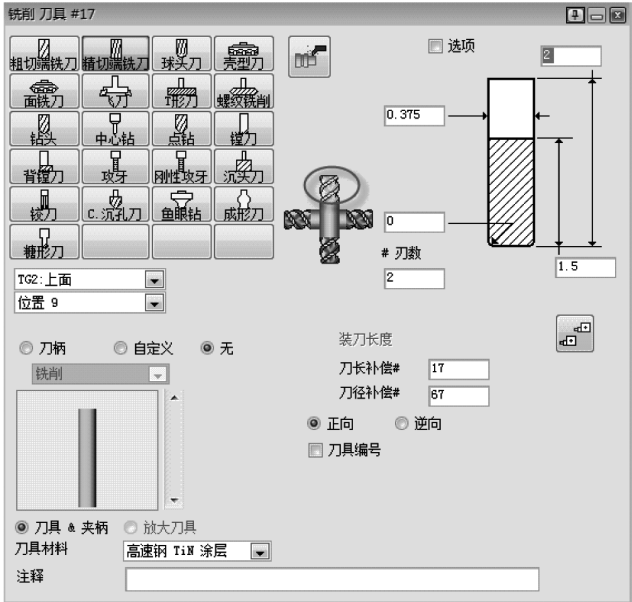 铣削 刀具 #17
粗切端铣刀 精切端铣刀 球头刀 壳型刀
选项
2
面铣刀 飞刀 T形刀 螺纹铣削
0.375
钻头 中心钻 点钻 镗刀
背镗刀 攻牙 刚性攻牙 沉头刀
铰刀 C.沉孔刀 鱼眼钻 成形刀
0
糖形刀
# 刃数
1.5
TG2:上面
2
位置 9
装刀长度
刀柄 自定义 无
刀长补偿# 17
铣削
刀径补偿# 67
正向 逆向
刀具编号
刀具 & 夹柄 放大刀具
刀具材料 高速钢 TiN 涂层
注释